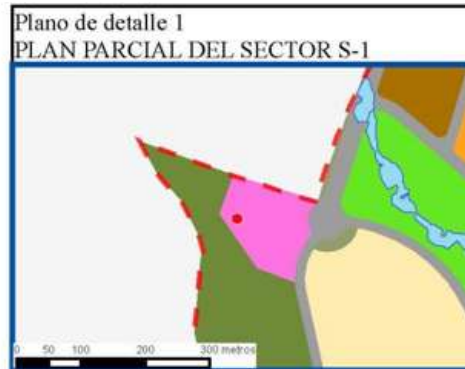 Plano de detalle 1
PLAN PARCIAL DEL SECTOR S-1
0 50 100 200 300 metros